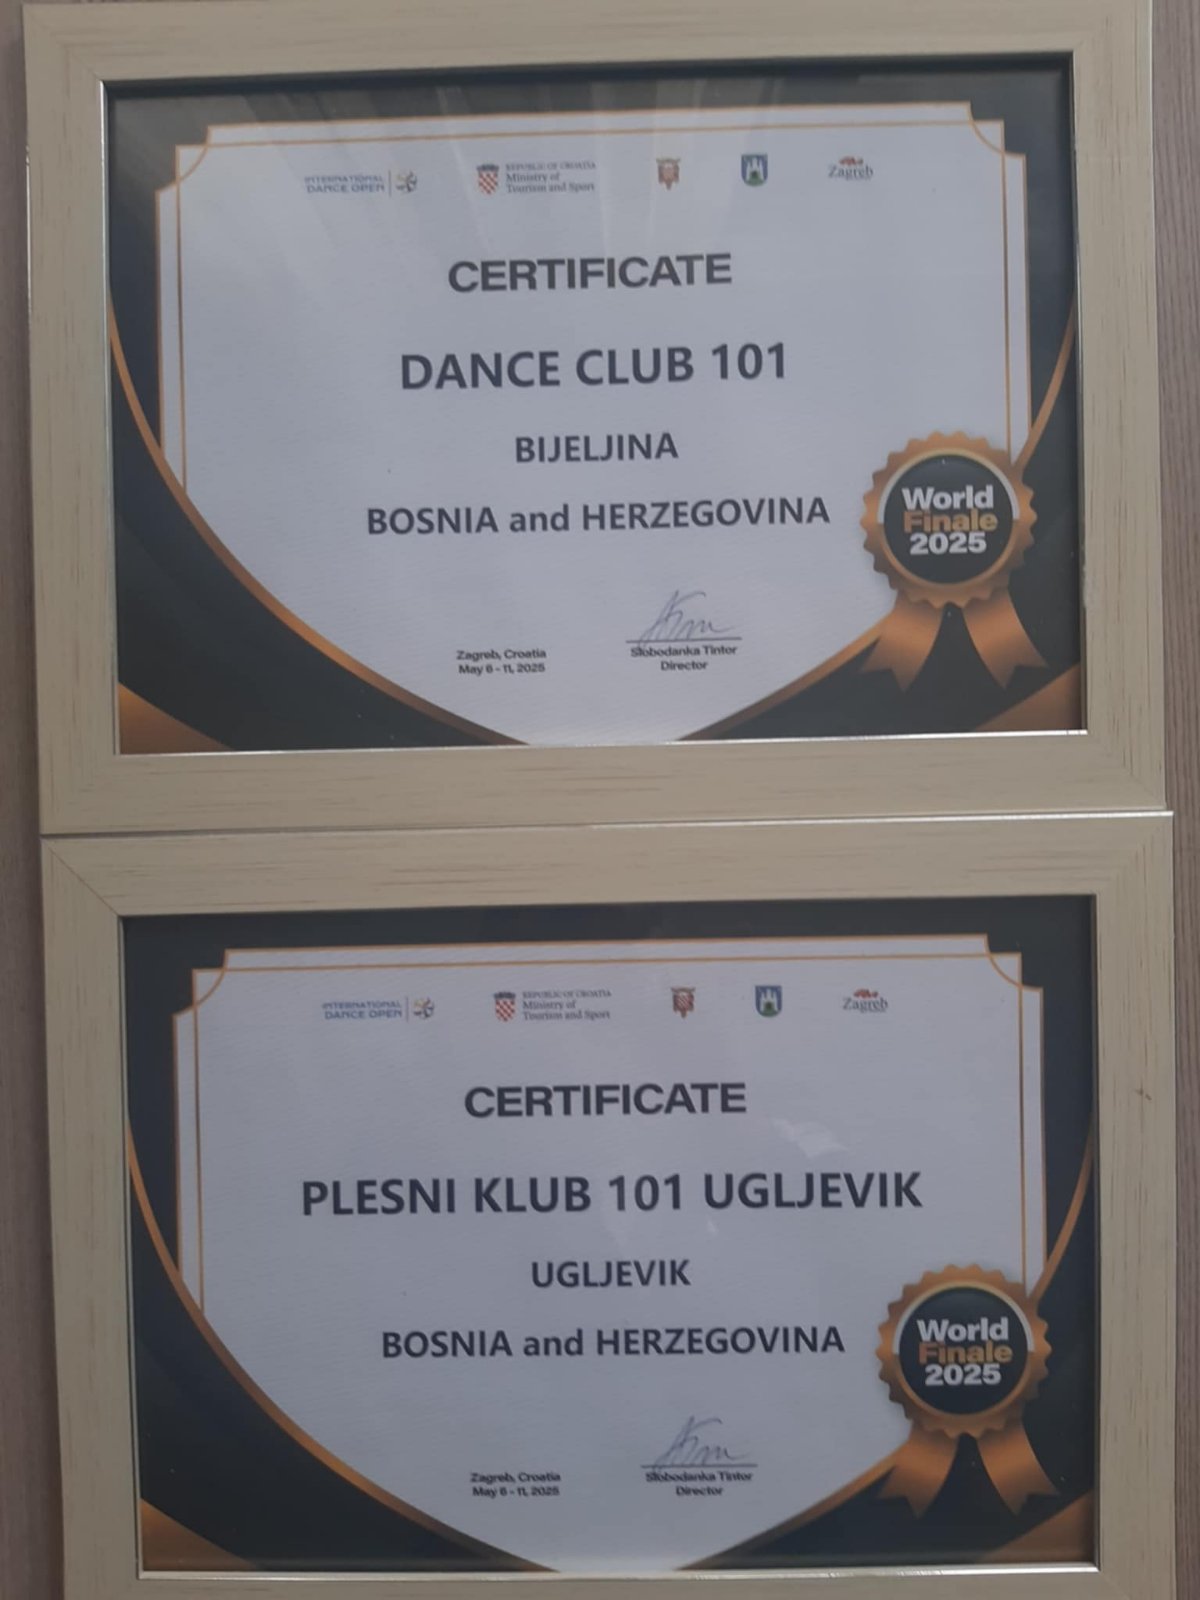 INTERNATIONAL
DANCE OPEN
REPUBLIC OF CROATIA
Ministry of
Tourism and Sport
Zagreb
CERTIFICATE
DANCE CLUB 101
BIJELJINA
BOSNIA and HERZEGOVINA
World
Finale
2025
Zagreb, Croatia
May 6 - 11, 2025
Slobodanka Tintor
Director
INTERNATIONAL
DANCE OPEN
REPUBLIC OF CROATIA
Ministry of
Tourism and Sport
Zagreb
CERTIFICATE
PLESNI KLUB 101 UGLJEVIK
UGLJEVIK
BOSNIA and HERZEGOVINA
World
Finale
2025
Zagreb, Croatia
May 6 - 11, 2025
Slobodanka Tintor
Director